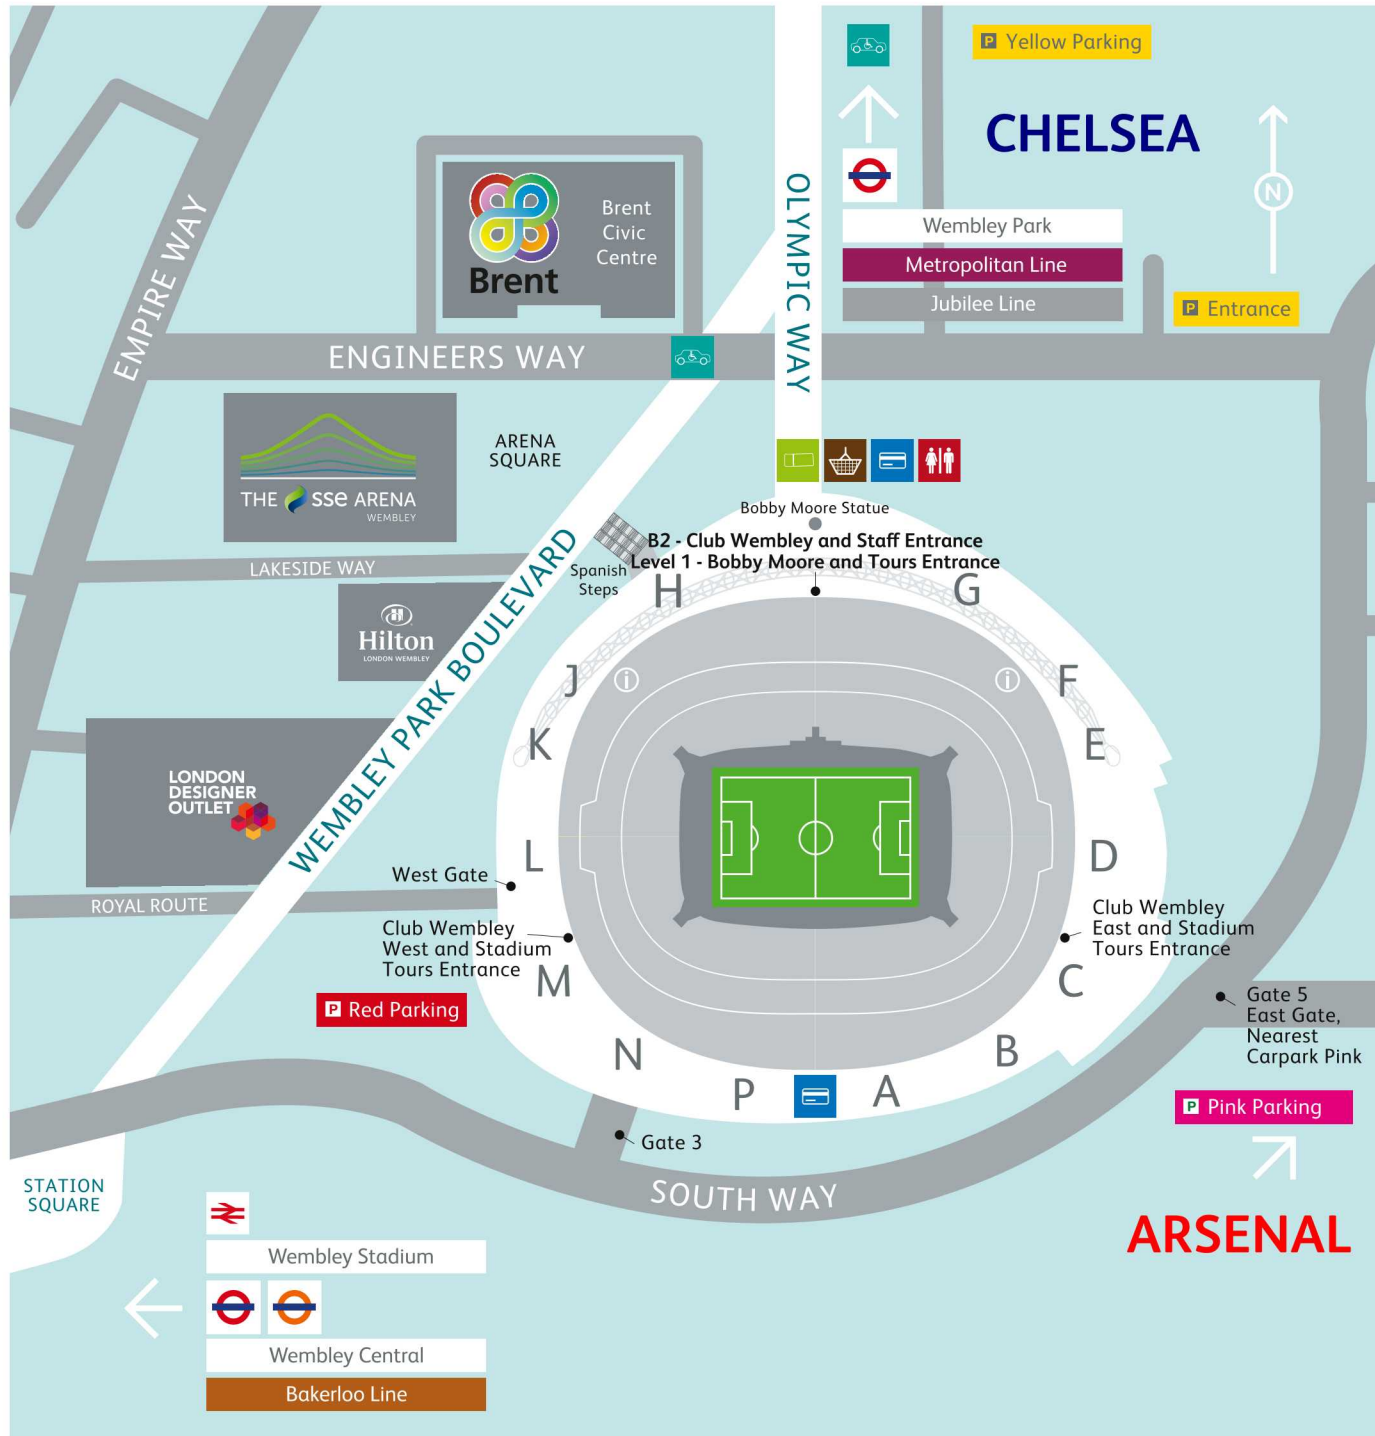 P Yellow Parking
CHELSEA
N
Wembley Park
Metropolitan Line
Jubilee Line
P Entrance
OLYMPIC WAY
EMPIRE WAY
Brent
Civic
Centre
Brent
ENGINEERS WAY
ARENA
SQUARE
THE sse ARENA
WEMBLEY
Bobby Moore Statue
B2 - Club Wembley and Staff Entrance
Level 1 - Bobby Moore and Tours Entrance
Spanish
Steps
LAKESIDE WAY
H
Hilton
LONDON WEMBLEY
WEMBLEY PARK BOULEVARD
H
G
J
i
i
F
K
E
LONDON
DESIGNER
OUTLET
L
D
West Gate
ROYAL ROUTE
Club Wembley
West and Stadium
Tours Entrance
Club Wembley
East and Stadium
Tours Entrance
M
C
P Red Parking
Gate 5
East Gate,
Nearest
Carpark Pink
N
B
P
A
P Pink Parking
Gate 3
SOUTH WAY
STATION
SQUARE
ARSENAL
Wembley Stadium
Wembley Central
Bakerloo Line